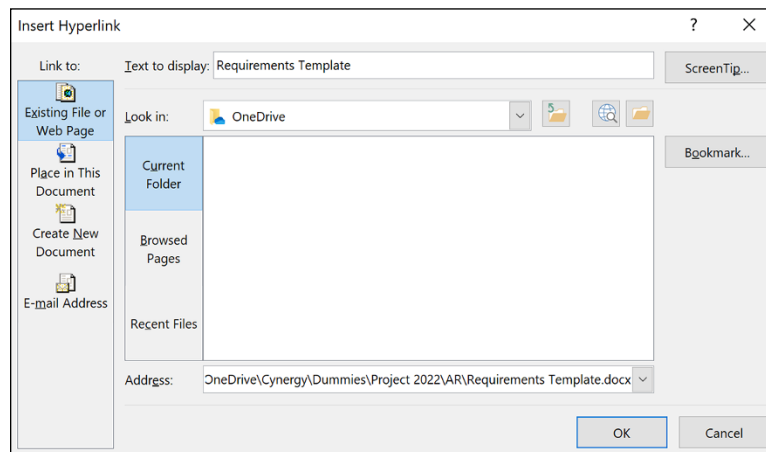 Insert Hyperlink
?
Link to:
Text to display: Requirements Template
ScreenTip...
Existing File or
Web Page
Look in:
OneDrive
Bookmark...
Current
Folder
Place in This
Document
Browsed
Pages
Create New
Document
Recent Files
E-mail Address
Address: OneDrive\Cynergy\Dummies\Project 2022\AR\Requirements Template.docx
OK
Cancel